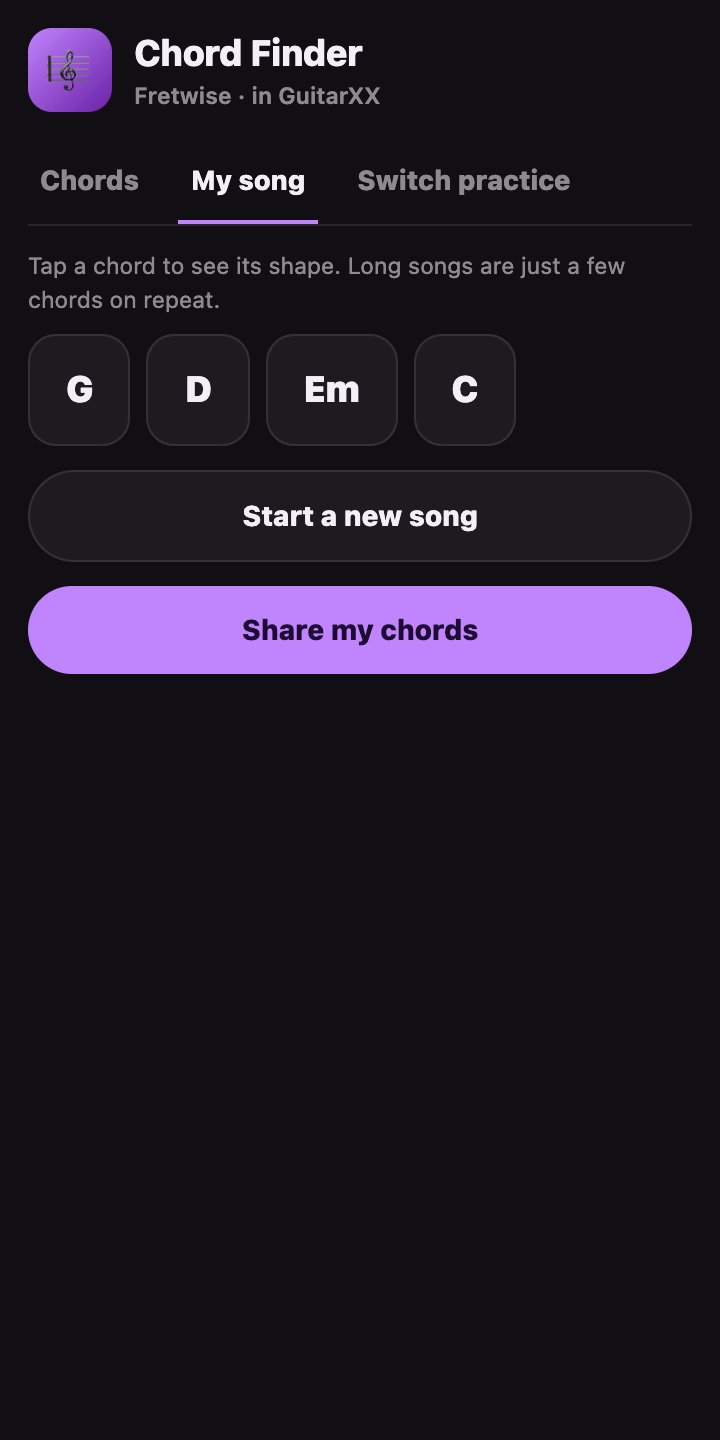 Chord Finder
Fretwise · in GuitarXX
Chords My song Switch practice
Tap a chord to see its shape. Long songs are just a few
chords on repeat.
G D Em C
Start a new song
Share my chords